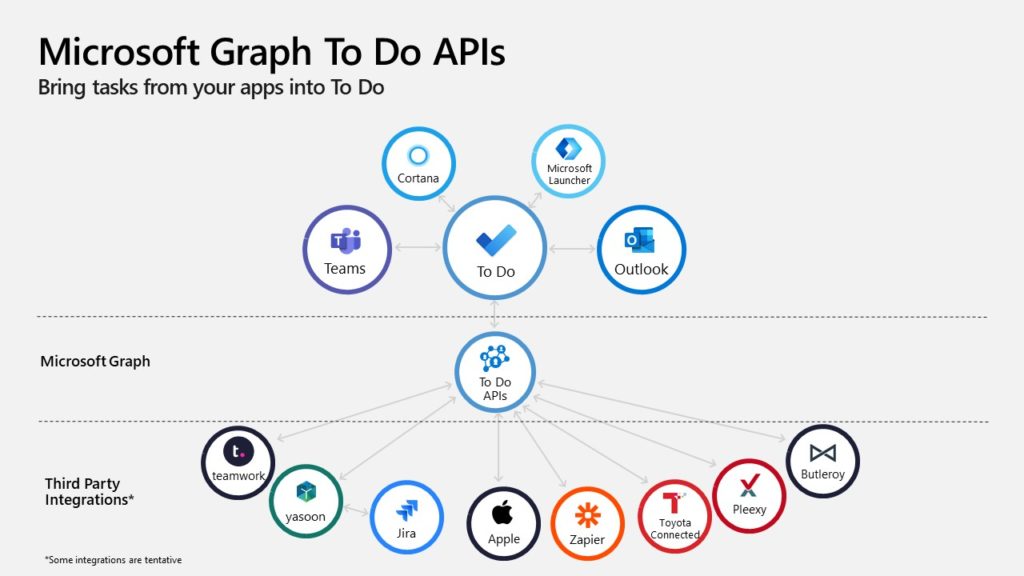 Microsoft Graph To Do APIs
Bring tasks from your apps into To Do
Cortana
Microsoft
Launcher
T
Teams
To Do
O
Outlook
Microsoft Graph
To Do
APIs
t.
teamwork
Butleroy
Third Party
Integrations*
yasoon
Jira
Apple
Zapier
T
Toyota
Connected
Pleexy
*Some integrations are tentative